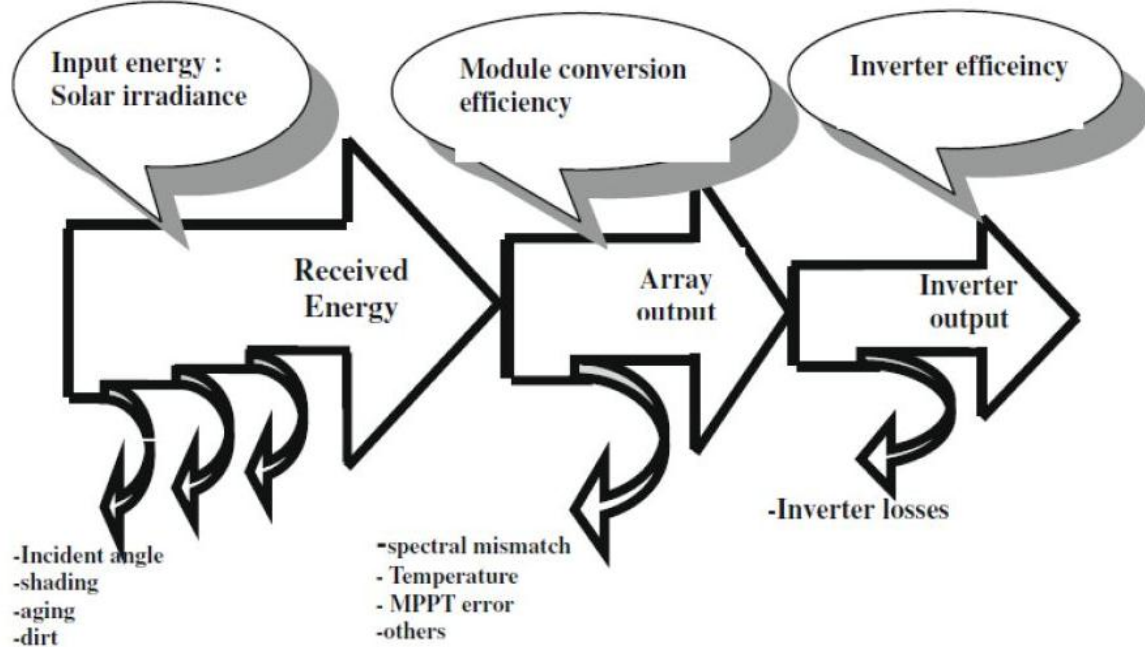 Input energy :
Solar irradiance
Module conversion
efficiency
Inverter efficeincy
Received
Energy
Array
output
Inverter
output
-Incident angle
-shading
-aging
-dirt
-spectral mismatch
- Temperature
- MPPT error
-others
-Inverter losses